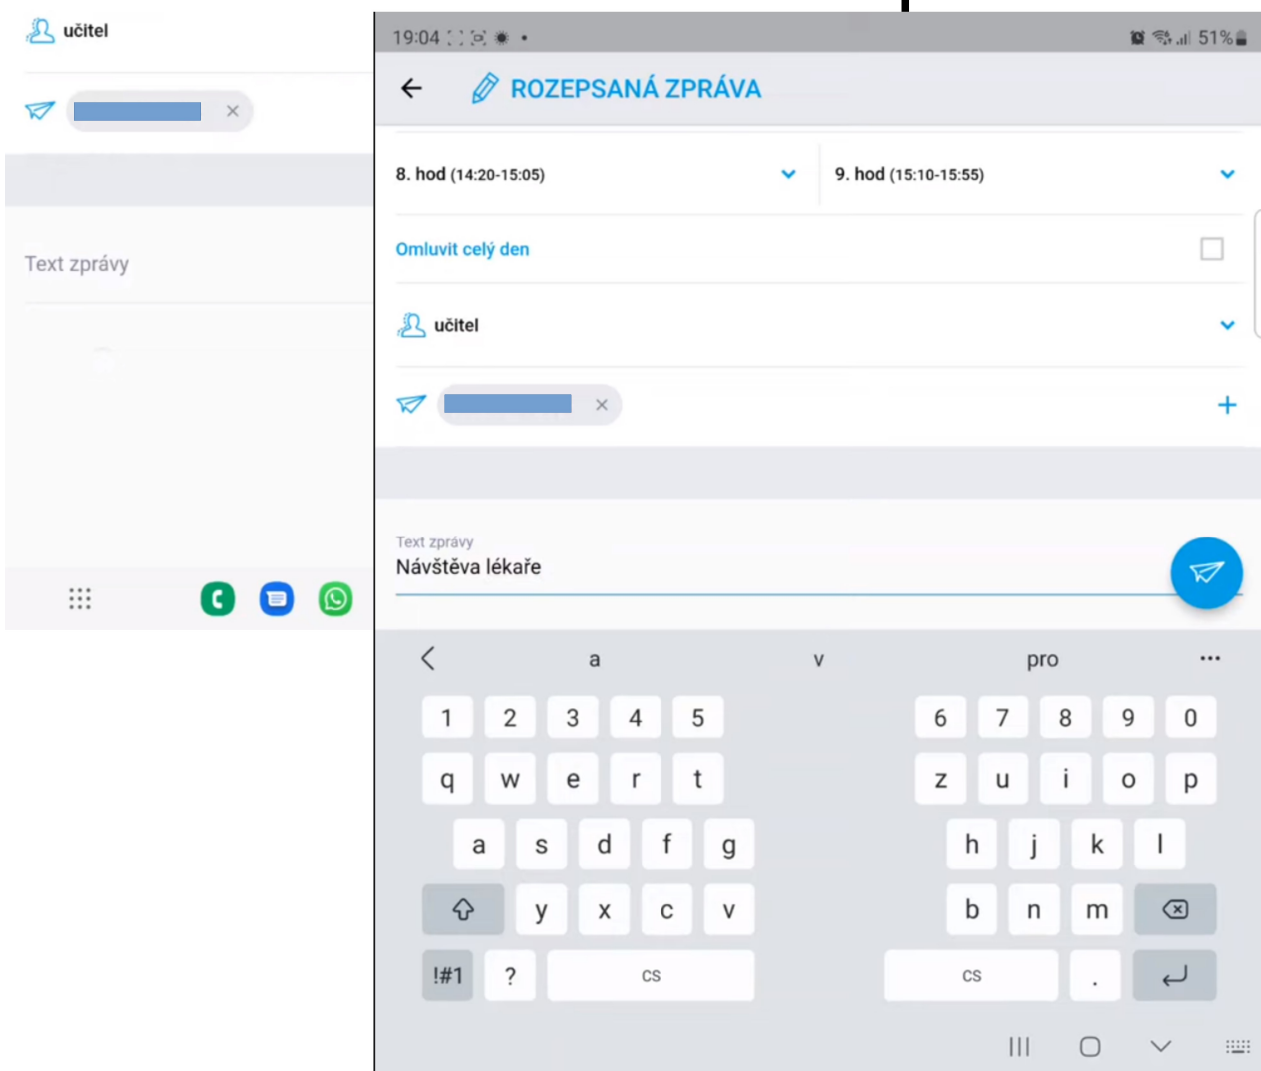 učitel
Text zprávy
19:04
51%
ROZEPSANÁ ZPRÁVA
8. hod (14:20-15:05)
9. hod (15:10-15:55)
Omluvit celý den
učitel
Text zprávy
Návštěva lékaře
a v pro
1 2 3 4 5 6 7 8 9 0
q w e r t z u i o p
a s d f g h j k l
y x c v b n m
!#1 ? cs cs .